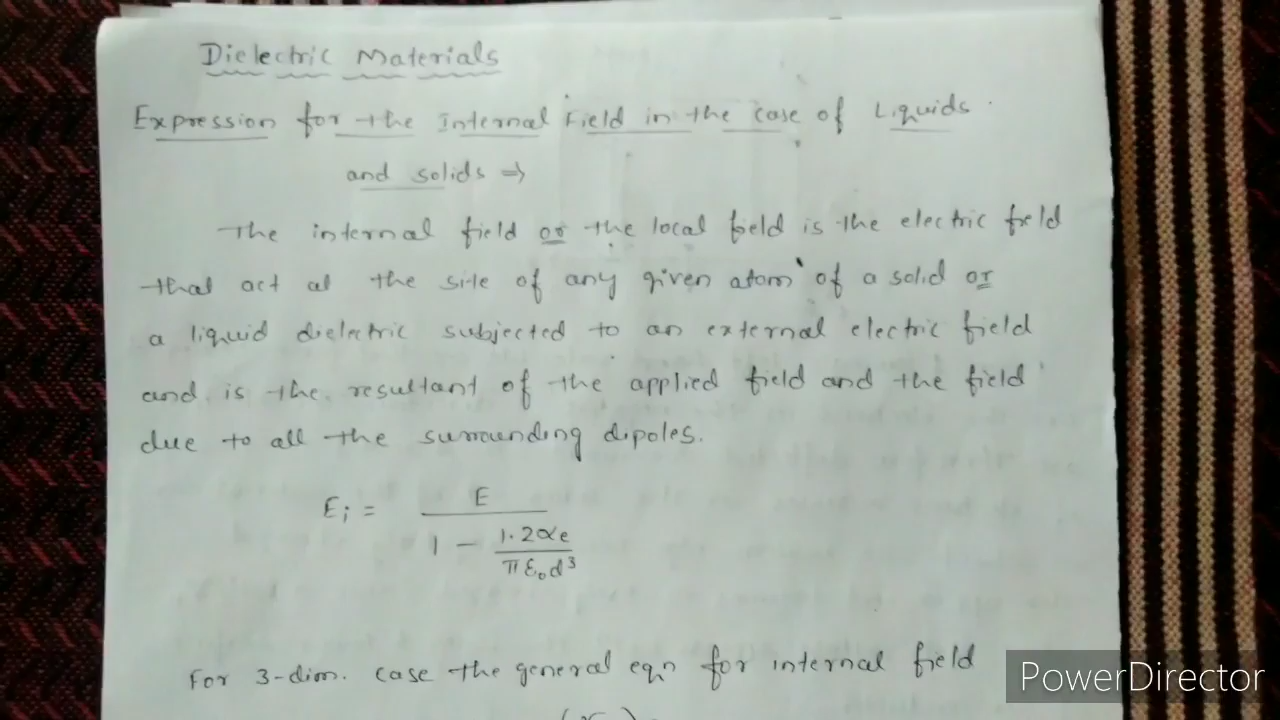 Dielectric Materials
Expression for the Internal Field in the case of Liquids
and solids ⇒
The internal field or the local field is the electric field
that act at the site of any given atom of a solid or
a liquid dielectric subjected to an external electric field
and is the resultant of the applied field and the field
due to all the surrounding dipoles.
Ei = E / (1 - 1.2αe / πε₀d³)
For 3-dim. case the general eqn for internal field
PowerDirector